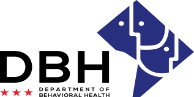 DBH
DEPARTMENT OF
BEHAVIORAL HEALTH